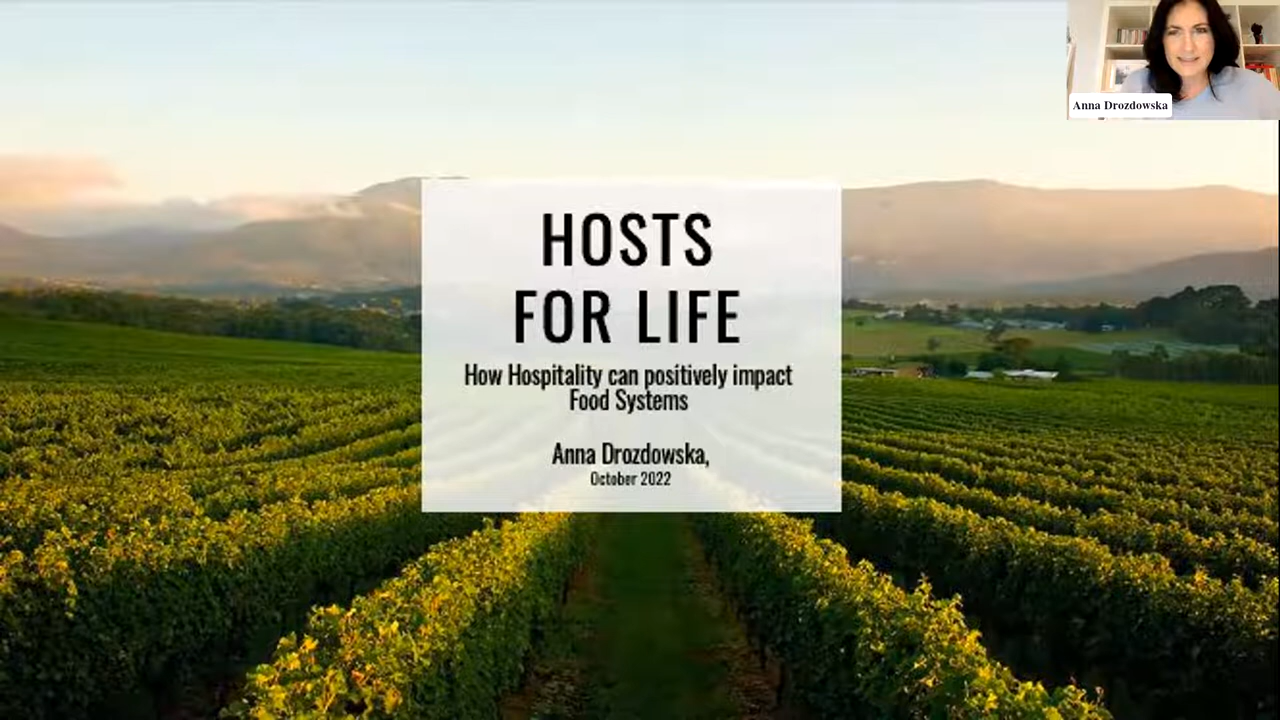 Anna Drozdowska
HOSTS
FOR LIFE
How Hospitality can positively impact
Food Systems
Anna Drozdowska,
October 2022